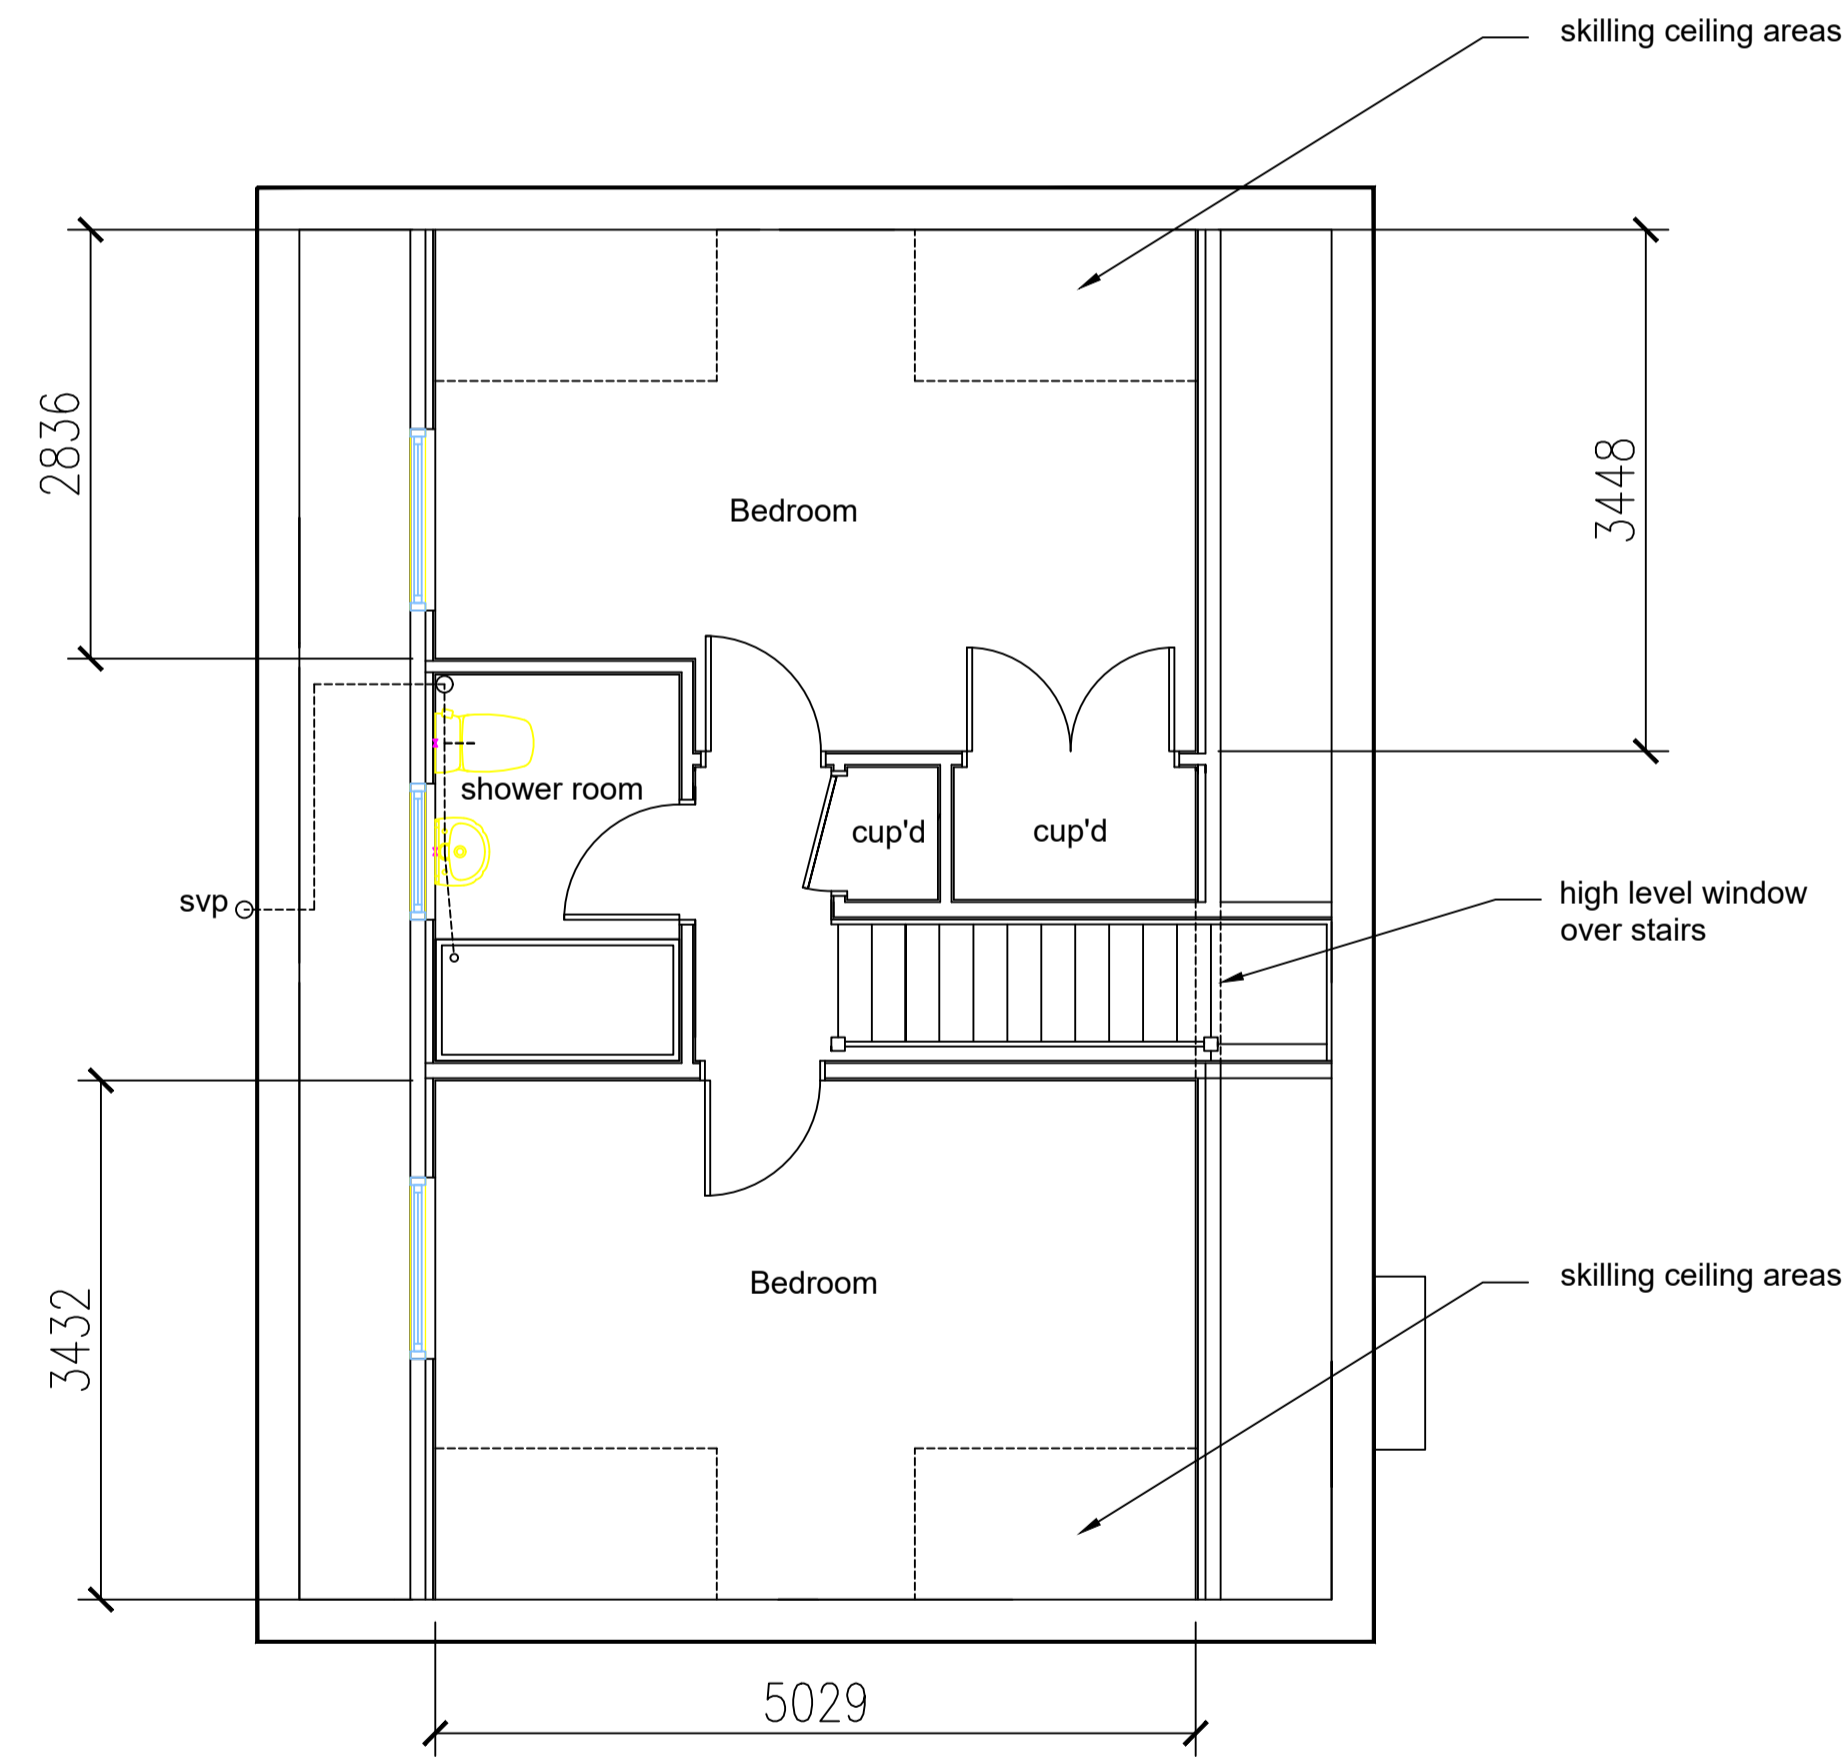 skilling ceiling areas
2836
3448
Bedroom
shower room
cup'd
cup'd
svp
high level window
over stairs
Bedroom
skilling ceiling areas
3432
5029